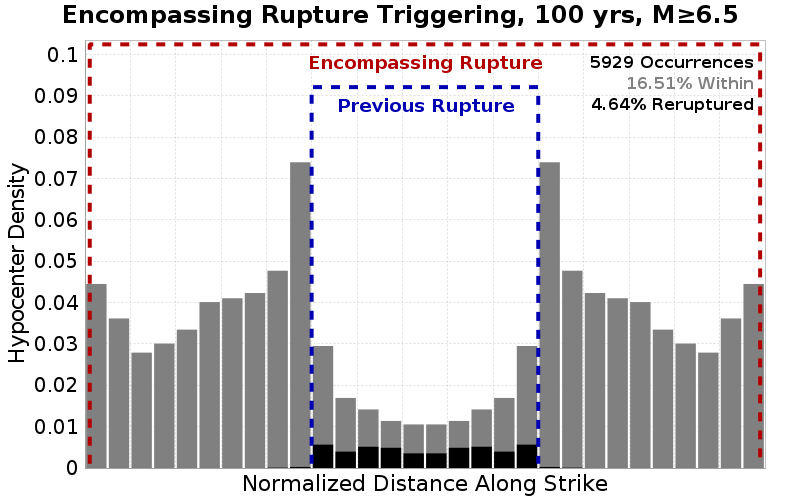 Encompassing Rupture Triggering, 100 yrs, M≥6.5
Hypocenter Density
0.1
0.09
0.08
0.07
0.06
0.05
0.04
0.03
0.02
0.01
0
Encompassing Rupture
Previous Rupture
5929 Occurrences
16.51% Within
4.64% Reruptured
Normalized Distance Along Strike